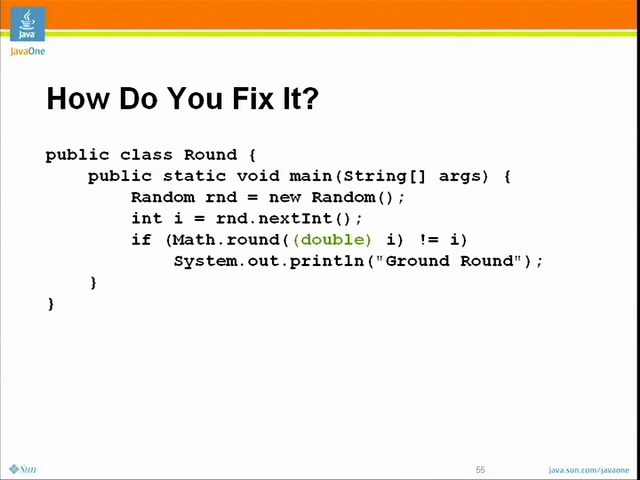 Java
JavaOne
How Do You Fix It?
public class Round {
public static void main(String[] args) {
Random rnd = new Random();
int i = rnd.nextInt();
if (Math.round((double) i) != i)
System.out.println("Ground Round");
}
}
Sun
55
java.sun.com/javaone